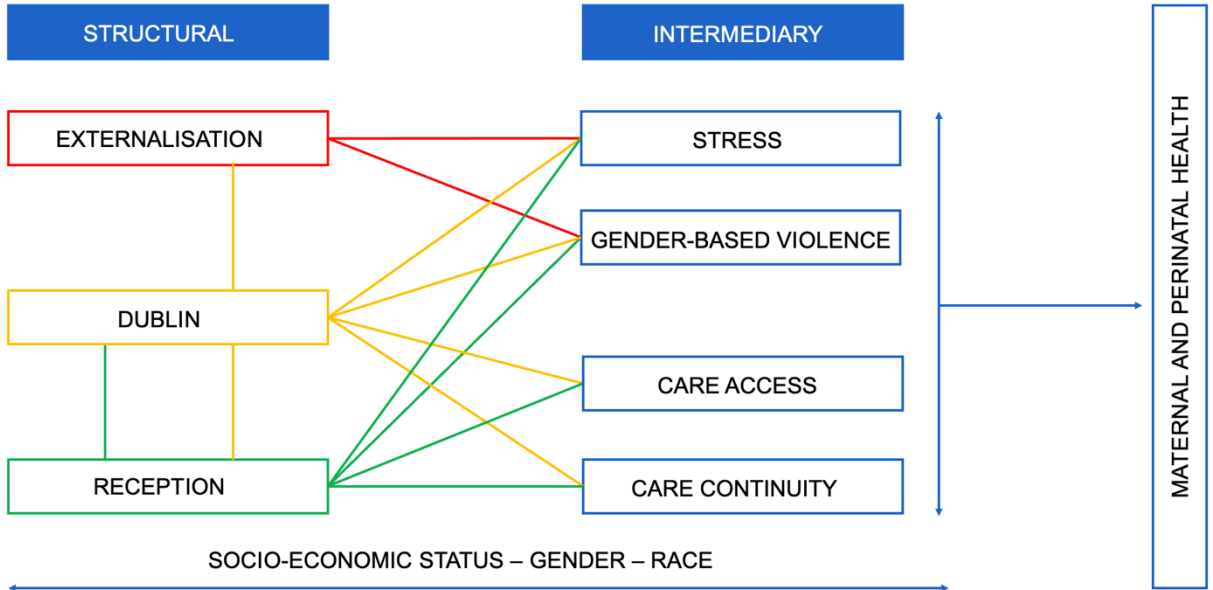 STRUCTURAL
INTERMEDIARY
EXTERNALISATION
STRESS
GENDER-BASED VIOLENCE
DUBLIN
CARE ACCESS
RECEPTION
CARE CONTINUITY
SOCIO-ECONOMIC STATUS – GENDER – RACE
MATERNAL AND PERINATAL HEALTH